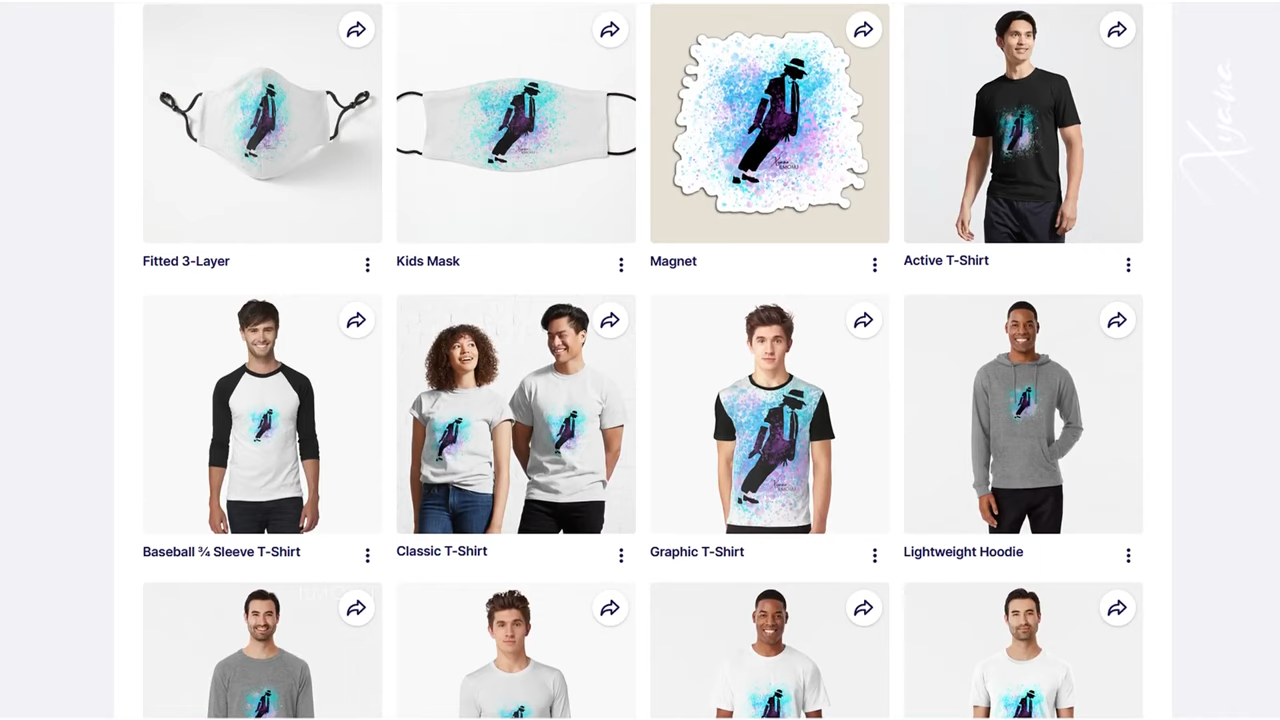 Fitted 3-Layer
Kids Mask
Magnet
Active T-Shirt
Baseball ¾ Sleeve T-Shirt
Classic T-Shirt
Graphic T-Shirt
Lightweight Hoodie